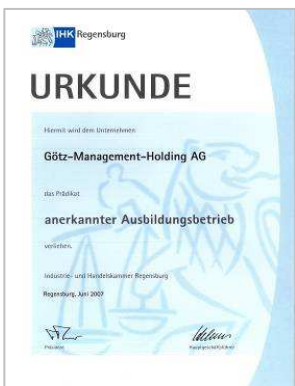 IHK Regensburg
URKUNDE
Hiermit wird dem Unternehmen
Götz-Management-Holding AG
das Prädikat
anerkannter Ausbildungsbetrieb
verliehen.
Industrie- und Handelskammer Regensburg
Regensburg, Juni 2007
Präsident
Hauptgeschäftsführer